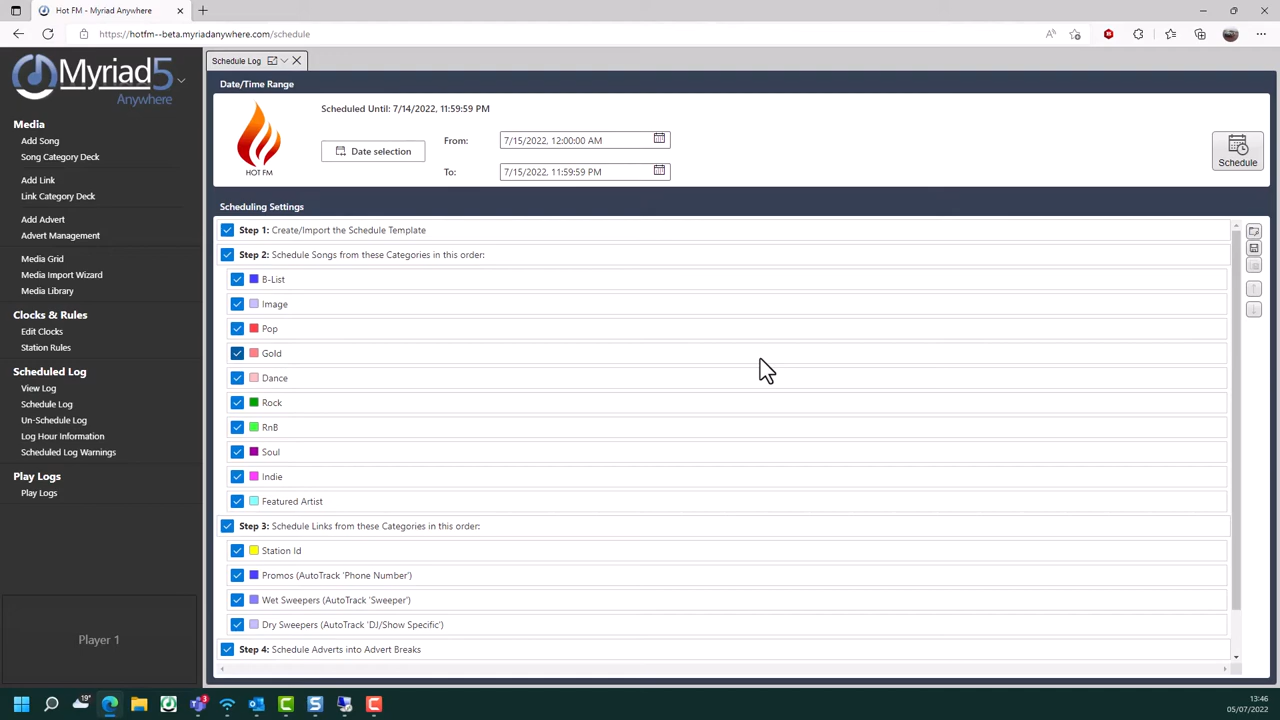 Hot FM - Myriad Anywhere
https://hotfm--beta.myriadanywhere.com/schedule
Myriad5
Anywhere
Media
Add Song
Song Category Deck
Add Link
Link Category Deck
Add Advert
Advert Management
Media Grid
Media Import Wizard
Media Library
Clocks & Rules
Edit Clocks
Station Rules
Scheduled Log
View Log
Schedule Log
Un-Schedule Log
Log Hour Information
Scheduled Log Warnings
Play Logs
Play Logs
Player 1
Schedule Log
Date/Time Range
HOT FM
Scheduled Until: 7/14/2022, 11:59:59 PM
Date selection
From: 7/15/2022, 12:00:00 AM
To: 7/15/2022, 11:59:59 PM
Schedule
Scheduling Settings
Step 1: Create/Import the Schedule Template
Step 2: Schedule Songs from these Categories in this order:
B-List
Image
Pop
Gold
Dance
Rock
RnB
Soul
Indie
Featured Artist
Step 3: Schedule Links from these Categories in this order:
Station Id
Promos (AutoTrack 'Phone Number')
Wet Sweepers (AutoTrack 'Sweeper')
Dry Sweepers (AutoTrack 'DJ/Show Specific')
Step 4: Schedule Adverts into Advert Breaks
19°
3
13:46
05/07/2022